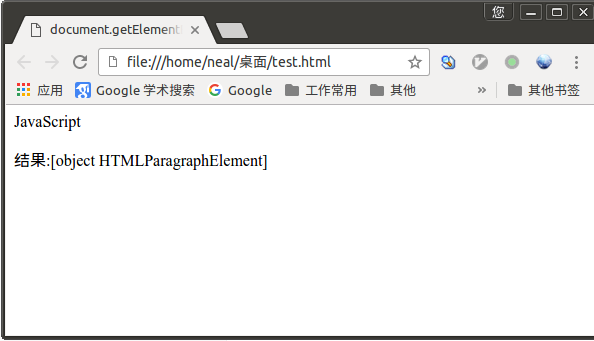 您
document.getElement
file:///home/neal/桌面/test.html
应用 Google 学术搜索 Google 工作常用 其他 » 其他书签
JavaScript
结果:[object HTMLParagraphElement]